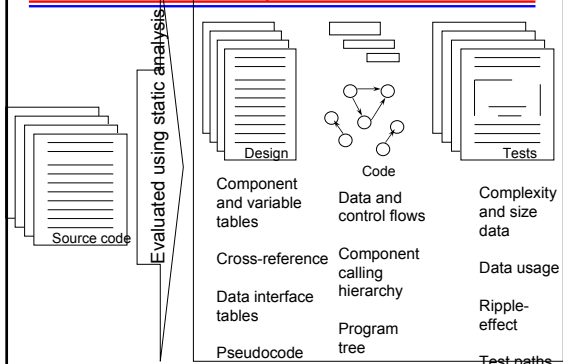 Source code
Evaluated using static analysis
Design
Component
and variable
tables
Cross-reference
Data interface
tables
Pseudocode
Code
Data and
control flows
Component
calling
hierarchy
Program
tree
Tests
Complexity
and size
data
Data usage
Ripple-
effect
Test paths